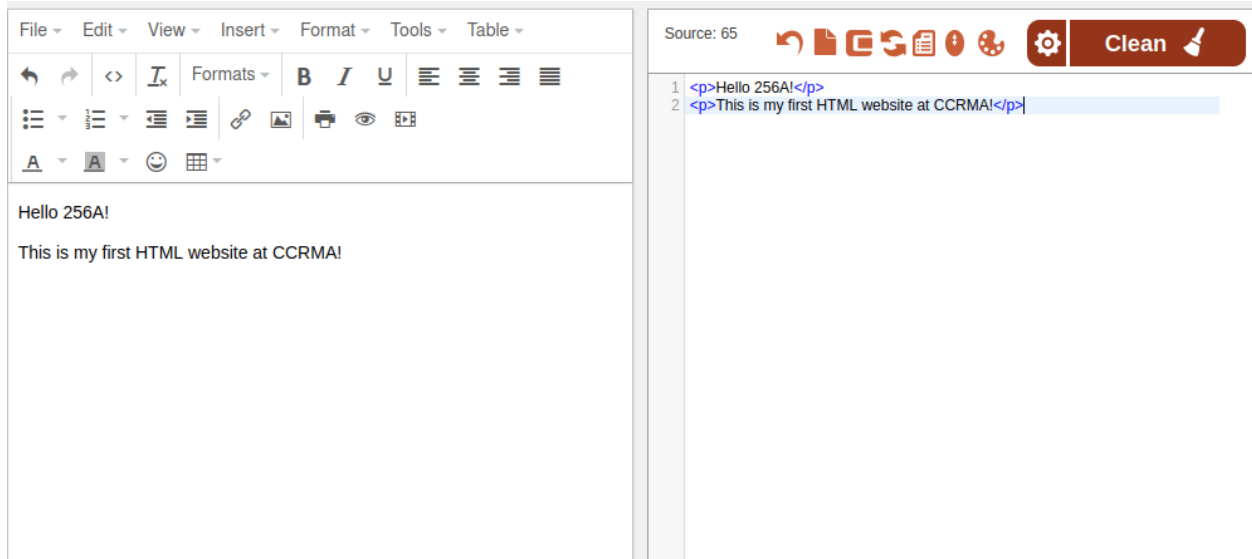 File Edit View Insert Format Tools Table
Formats B I U
A A
Hello 256A!
This is my first HTML website at CCRMA!
Source: 65 Clean
1 <p>Hello 256A!</p>
2 <p>This is my first HTML website at CCRMA!</p>